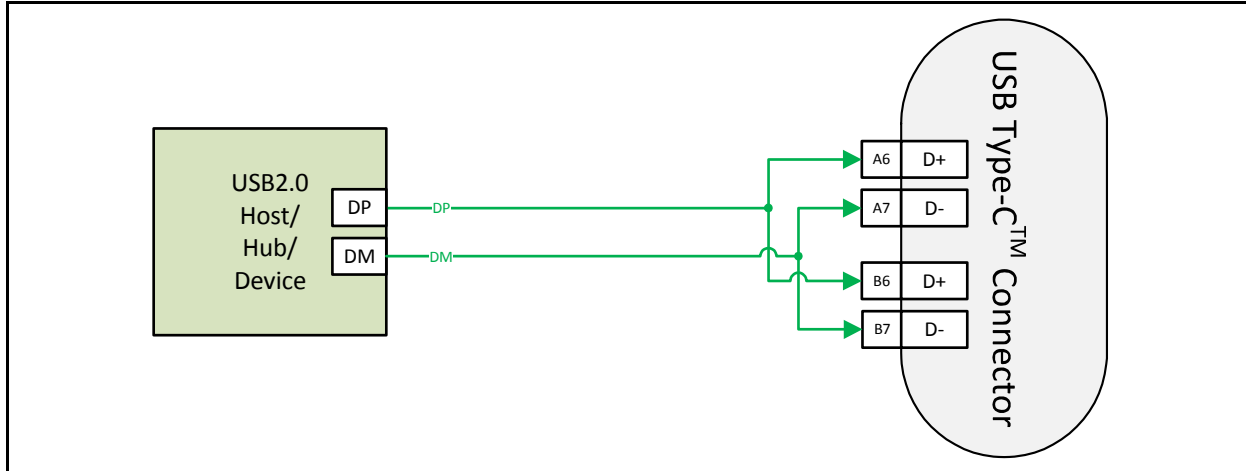 USB2.0
Host/
Hub/
Device
DP
DM
DP
DM
A6 D+
A7 D-
B6 D+
B7 D-
USB Type-C™ Connector